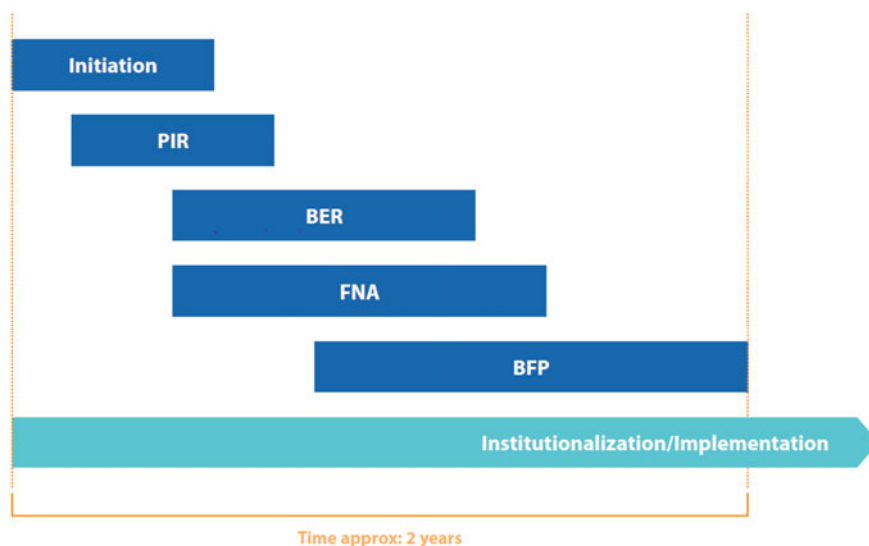 Initiation
PIR
BER
FNA
BFP
Institutionalization/Implementation
Time approx: 2 years